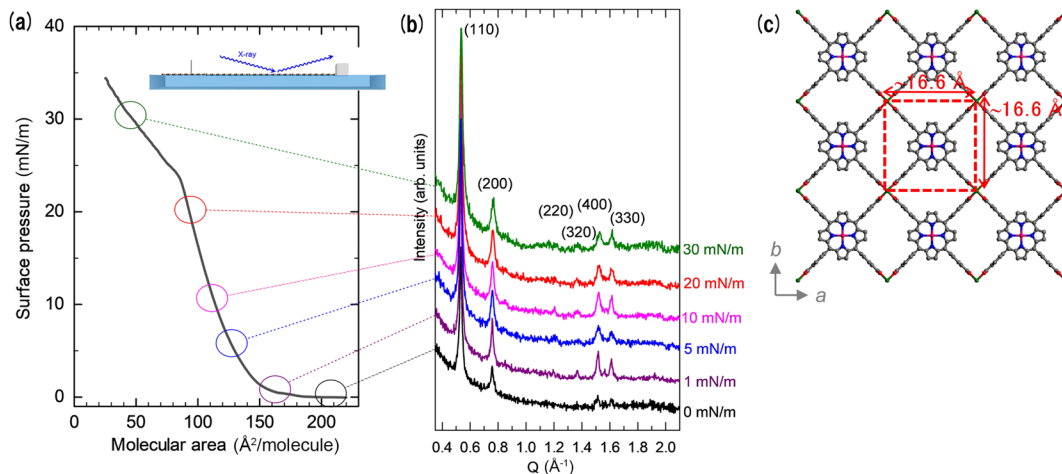 (a)
40
30
20
10
0
Surface pressure (mN/m)
X-ray
0 50 100 150 200
Molecular area (Å²/molecule)
(b)
(110)
(200)
(220)
(400)
(320)
(330)
30 mN/m
20 mN/m
10 mN/m
5 mN/m
1 mN/m
0 mN/m
Intensity (arb. units)
0.4 0.6 0.8 1.0 1.2 1.4 1.6 1.8 2.0
Q (Å⁻¹)
(c)
~16.6 Å
~16.6 Å
b
a